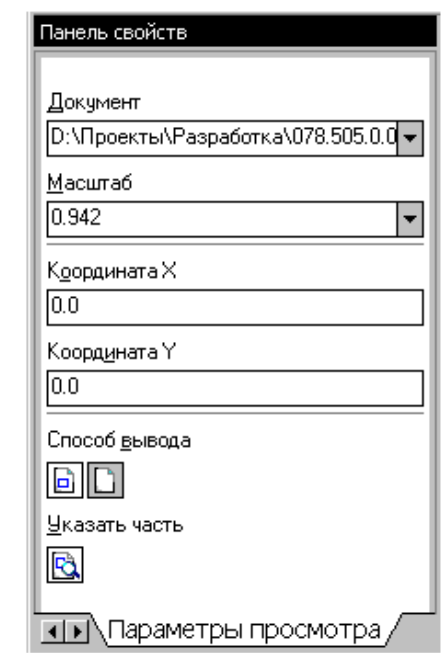 Панель свойств
Документ
D:\Проекты\Разработка\078.505.0.0
Масштаб
0.942
Координата X
0.0
Координата Y
0.0
Способ вывода
Указать часть
Параметры просмотра